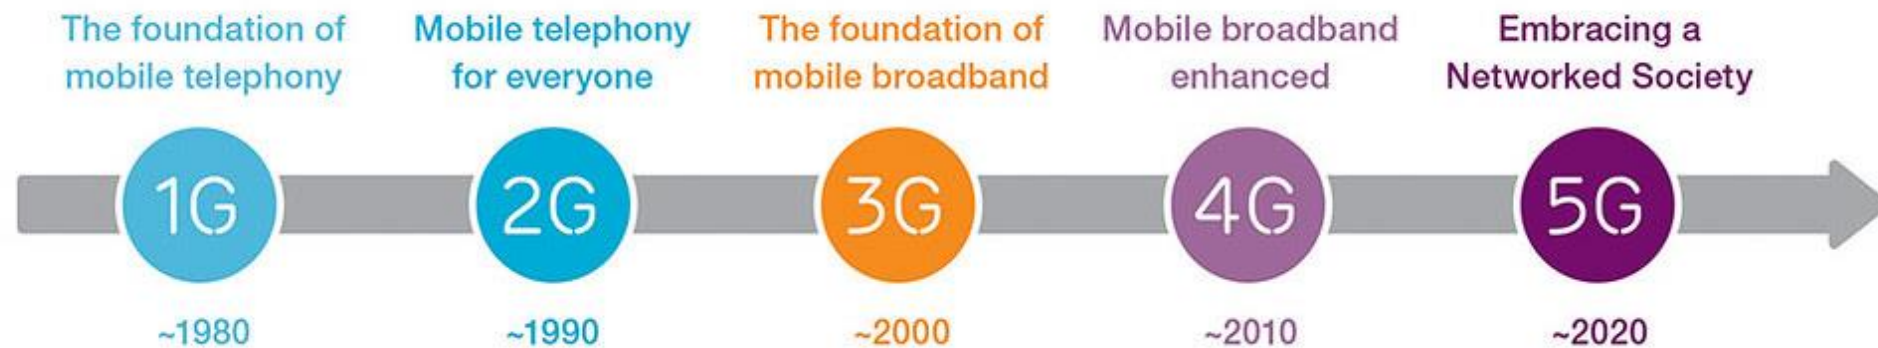 The foundation of
mobile telephony
Mobile telephony
for everyone
The foundation of
mobile broadband
Mobile broadband
enhanced
Embracing a
Networked Society
1G
2G
3G
4G
5G
~1980
~1990
~2000
~2010
~2020